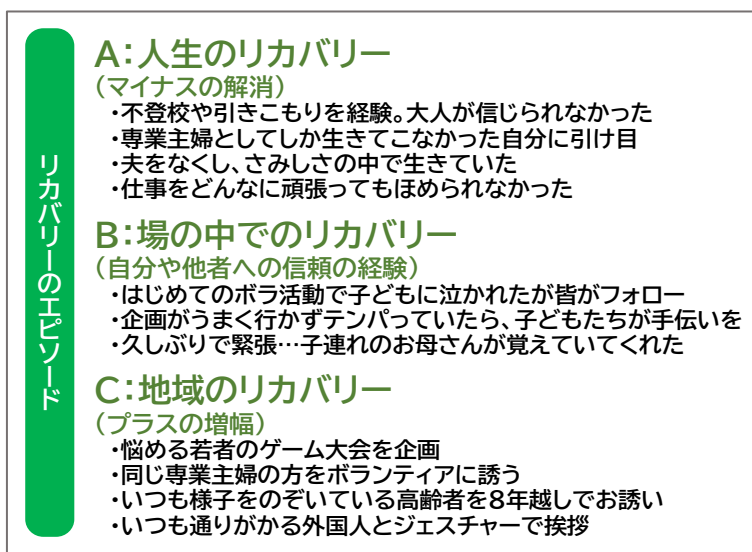 リカバリーのエピソード
A:人生のリカバリー
(マイナスの解消)
・不登校や引きこもりを経験。大人が信じられなかった
・専業主婦としてしか生きてこなかった自分に引け目
・夫をなくし、さみしさの中で生きていた
・仕事をどんなに頑張ってもほめられなかった
B:場の中でのリカバリー
(自分や他者への信頼の経験)
・はじめてのボラ活動で子どもに泣かれたが皆がフォロー
・企画がうまく行かずテンパっていたら、子どもたちが手伝いを
・久しぶりで緊張…子連れのお母さんが覚えていてくれた
C:地域のリカバリー
(プラスの増幅)
・悩める若者のゲーム大会を企画
・同じ専業主婦の方をボランティアに誘う
・いつも様子をのぞいている高齢者を8年越しでお誘い
・いつも通りがかる外国人とジェスチャーで挨拶